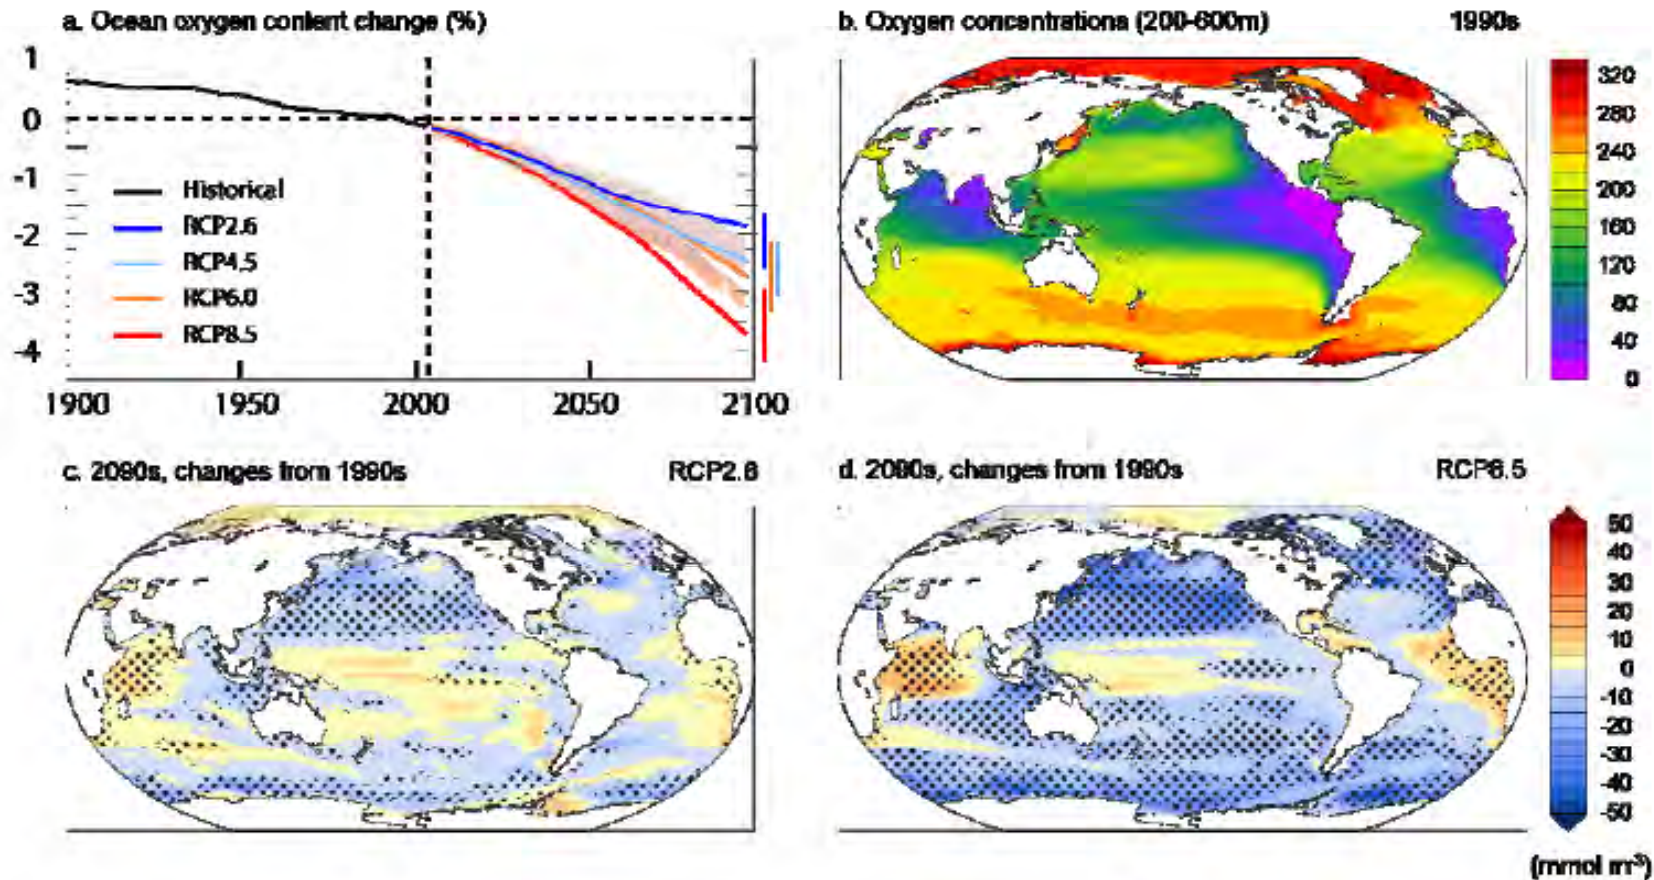 a. Ocean oxygen content change (%)
1
0
-1
-2
-3
-4
Historical
RCP2.6
RCP4.5
RCP6.0
RCP8.5
1900 1950 2000 2050 2100
b. Oxygen concentrations (200-600m) 1990s
320
280
240
200
160
120
80
40
0
c. 2090s, changes from 1990s RCP2.6
d. 2090s, changes from 1990s RCP8.5
50
40
30
20
10
0
-10
-20
-30
-40
-50
(mmol m³)